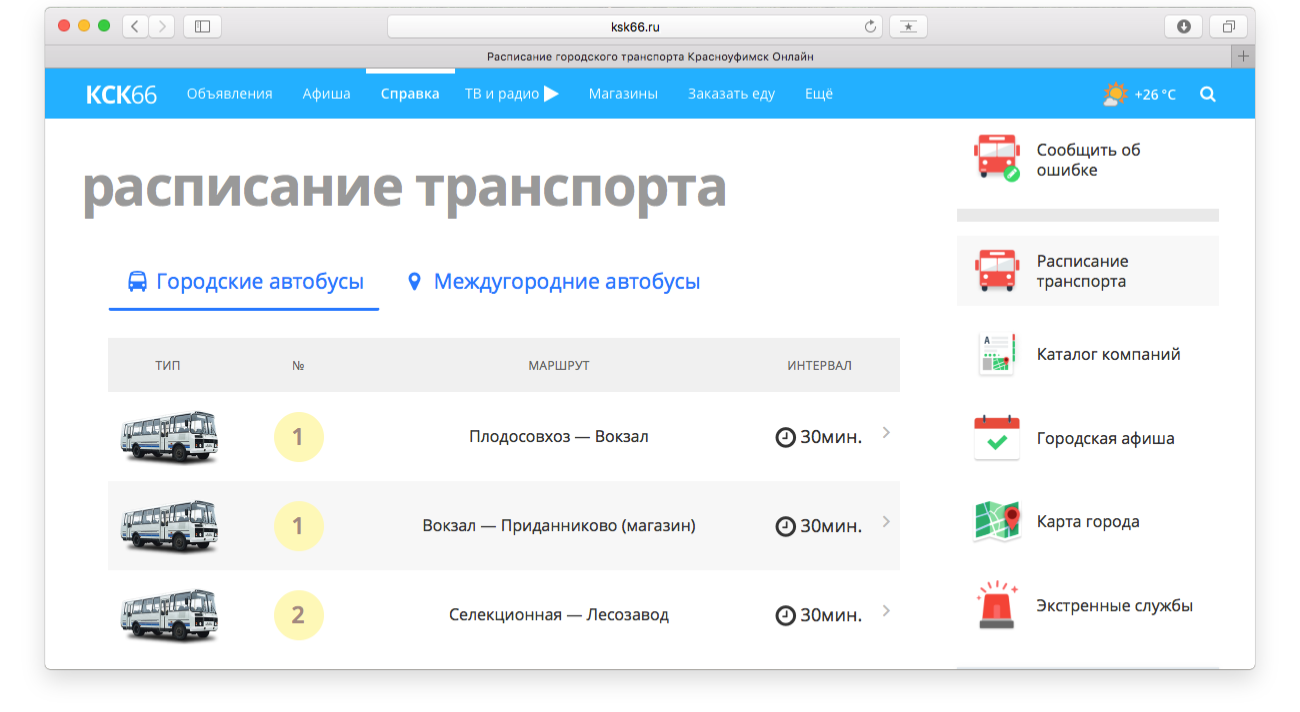 ksk66.ru
Расписание городского транспорта Красноуфимск Онлайн
КСК66 Объявления Афиша Справка ТВ и радио Магазины Заказать еду Ещё +26 °C
расписание транспорта
Городские автобусы Междугородние автобусы
ТИП № МАРШРУТ ИНТЕРВАЛ
1 Плодосовхоз — Вокзал 30мин.
1 Вокзал — Приданниково (магазин) 30мин.
2 Селекционная — Лесозавод 30мин.
Сообщить об
ошибке
Расписание
транспорта
A
Каталог компаний
Городская афиша
Карта города
Экстренные службы